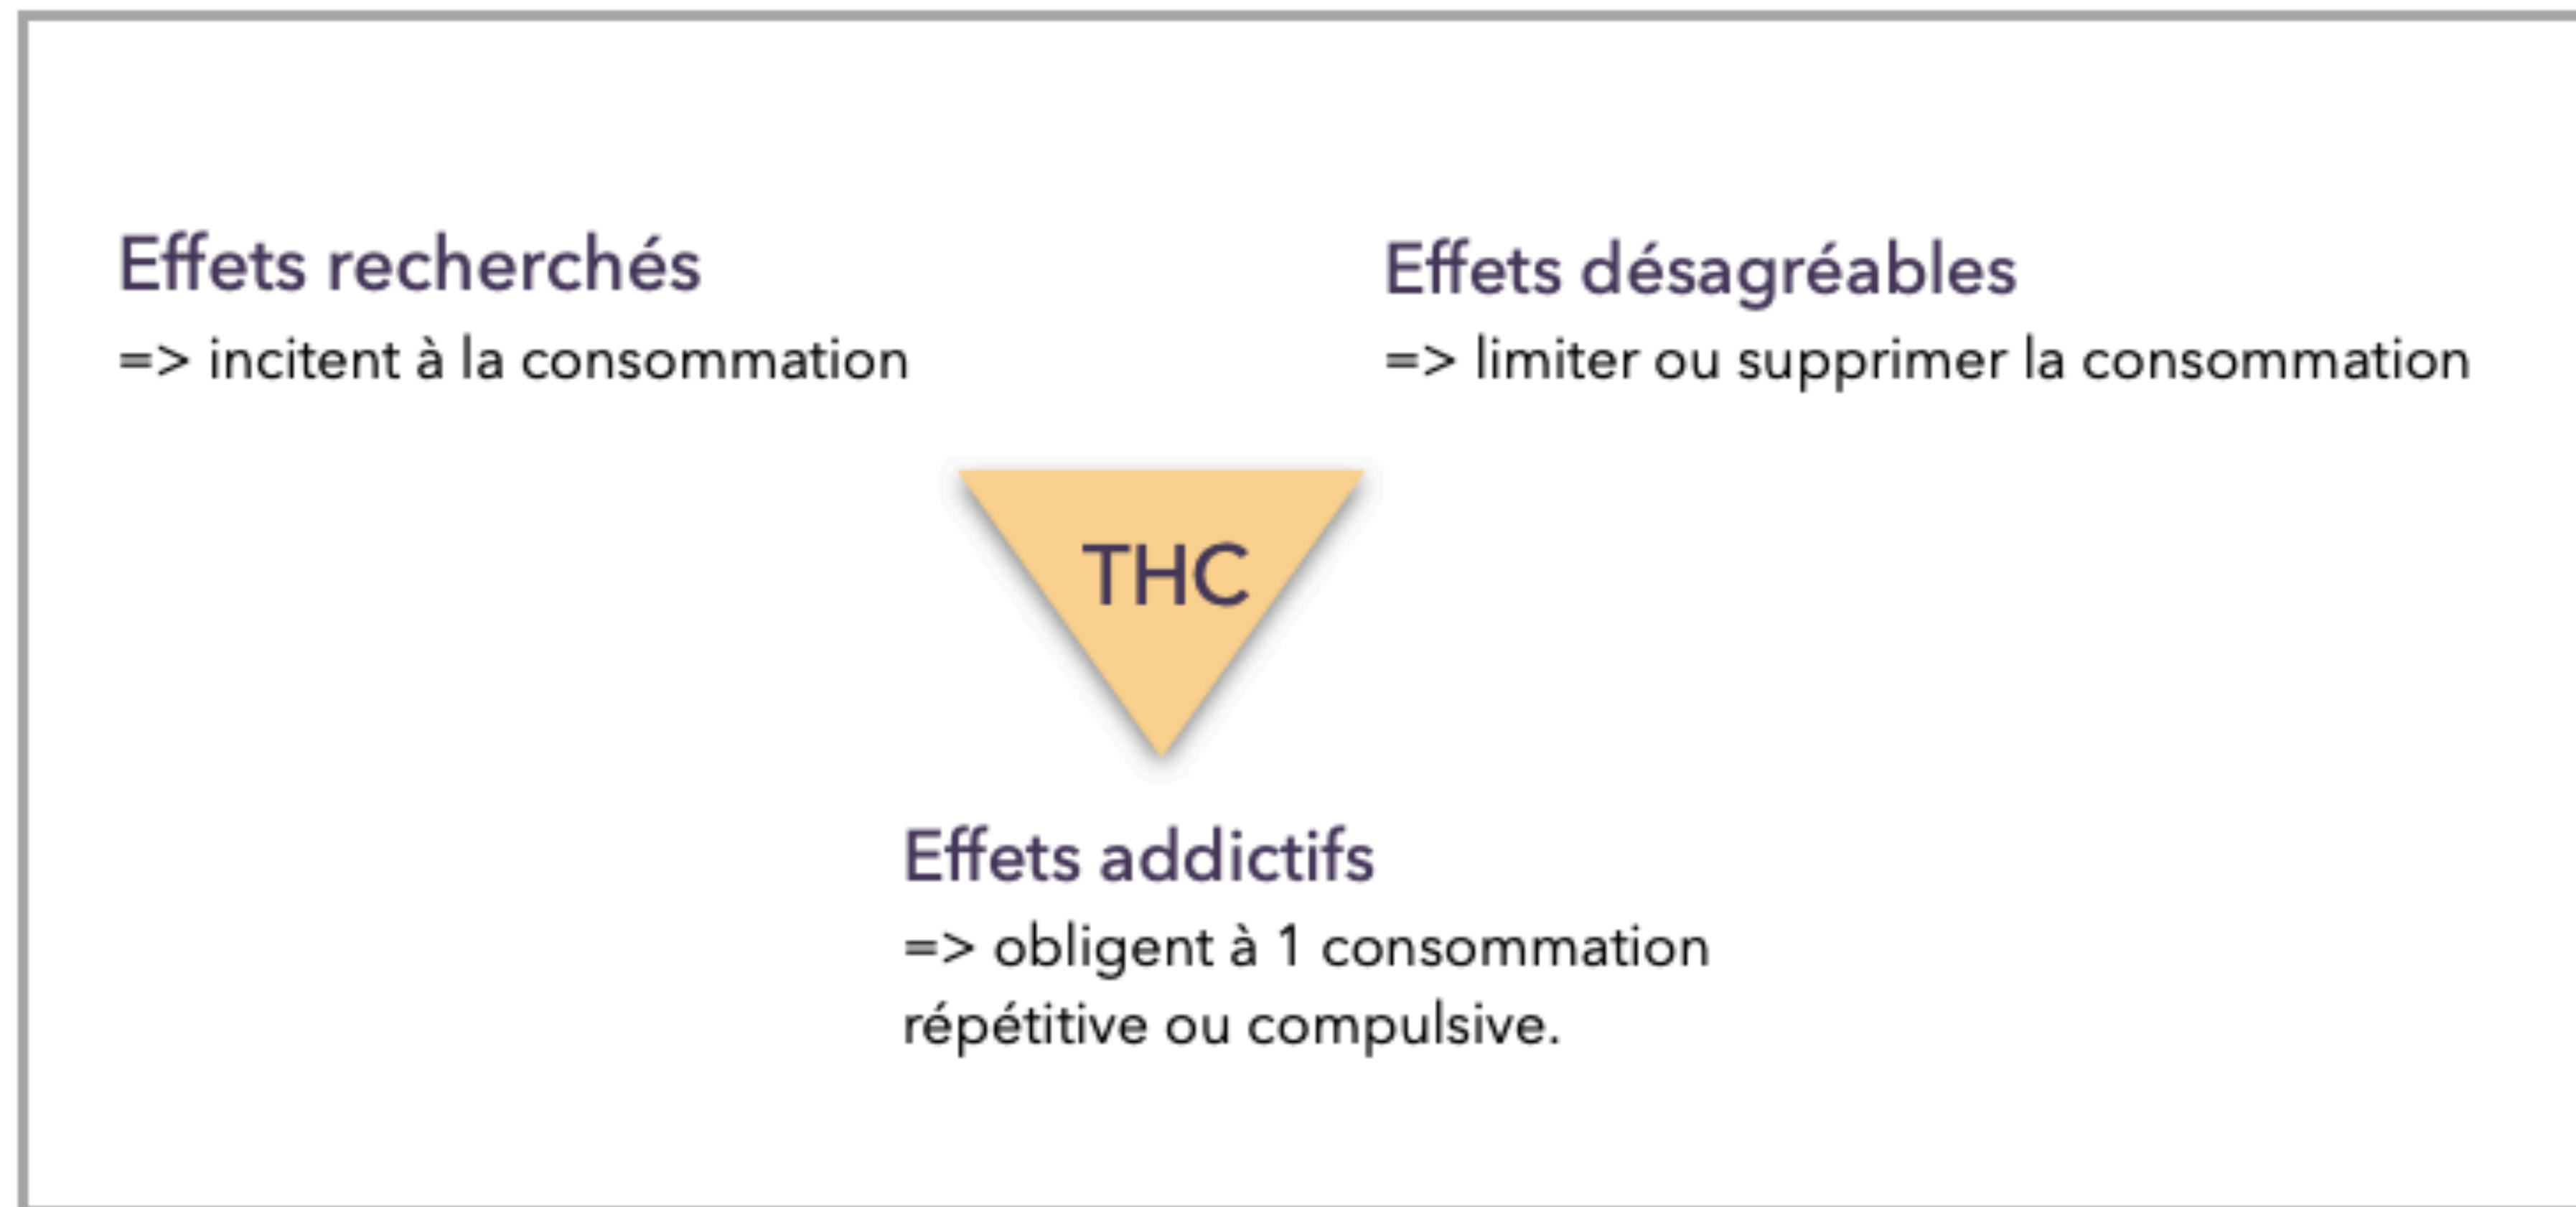 Effets recherchés
=> incitent à la consommation
Effets désagréables
=> limiter ou supprimer la consommation
THC
Effets addictifs
=> obligent à 1 consommation
répétitive ou compulsive.